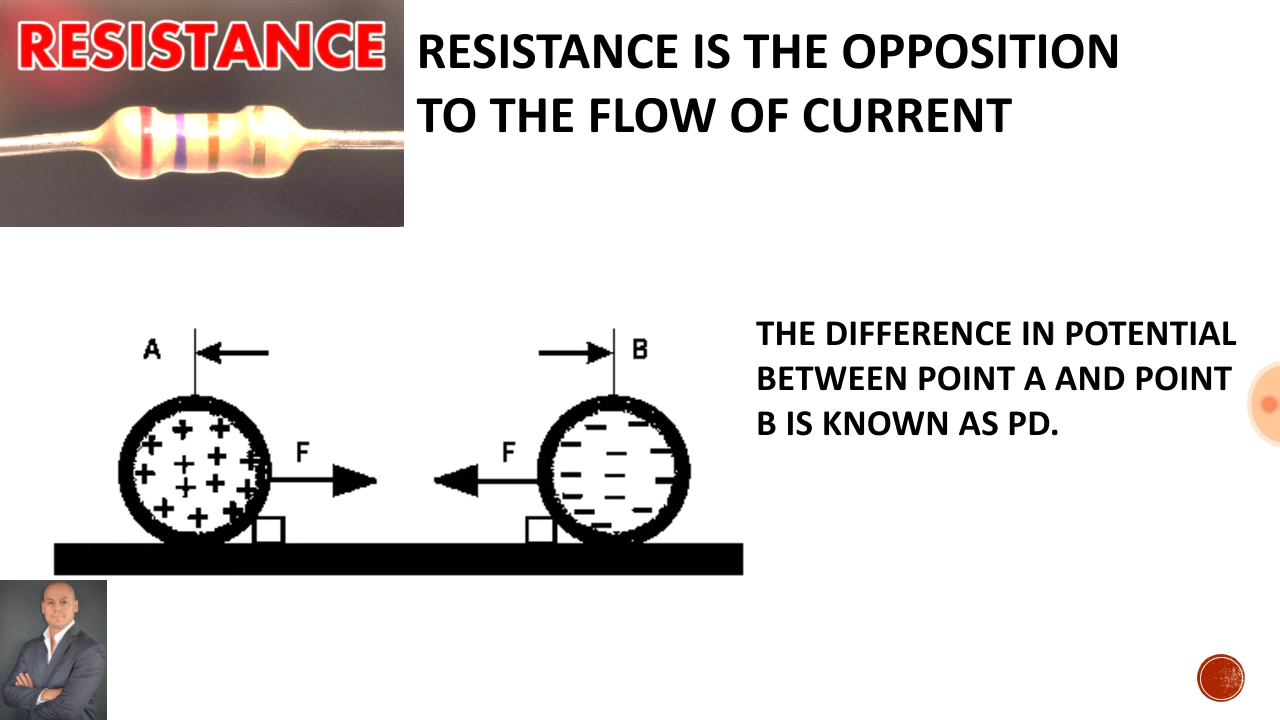 RESISTANCE
RESISTANCE IS THE OPPOSITION
TO THE FLOW OF CURRENT
A
B
F
F
THE DIFFERENCE IN POTENTIAL
BETWEEN POINT A AND POINT
B IS KNOWN AS PD.